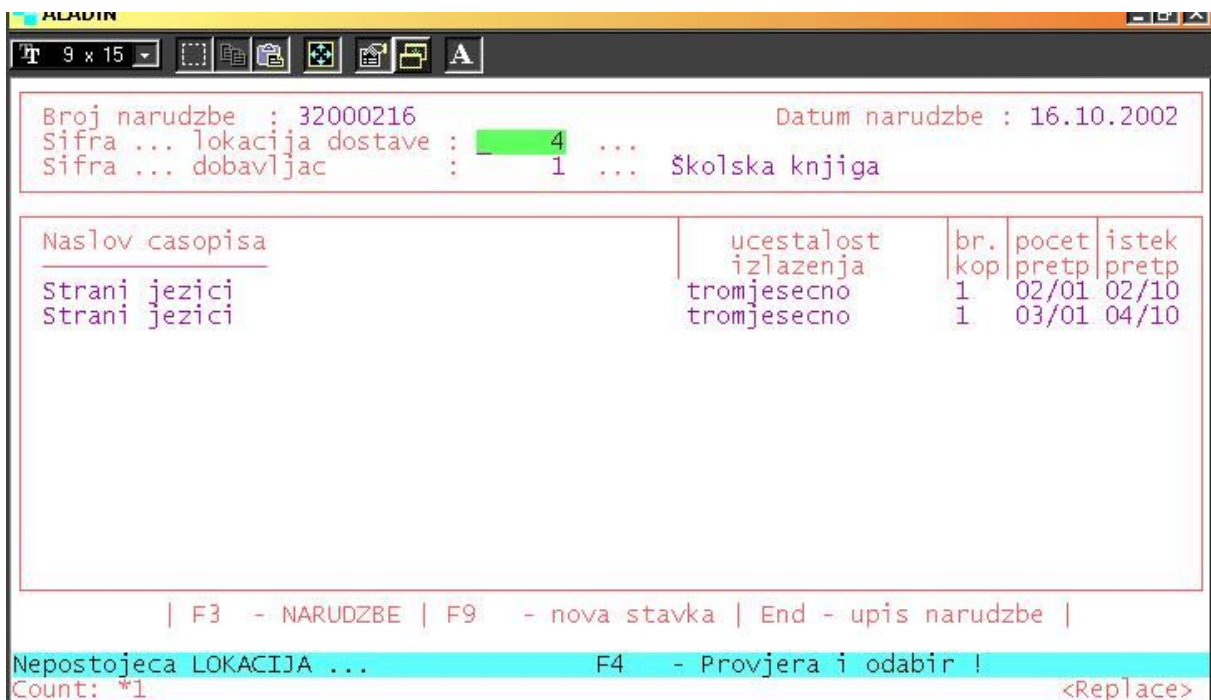 ALADIN
9 x 15
A
Broj narudzbe : 32000216 Datum narudzbe : 16.10.2002
Sifra ... lokacija dostave : _ 4 ...
Sifra ... dobavljac : 1 ... Školska knjiga
Naslov casopisa | ucestalost | br. | pocet | istek
| izlazenja | kop | pretp | pretp
Strani jezici tromjesecno 1 02/01 02/10
Strani jezici tromjesecno 1 03/01 04/10
| F3 - NARUDZBE | F9 - nova stavka | End - upis narudzbe |
Nepostojeca LOKACIJA ... F4 - Provjera i odabir !
Count: *1 <Replace>